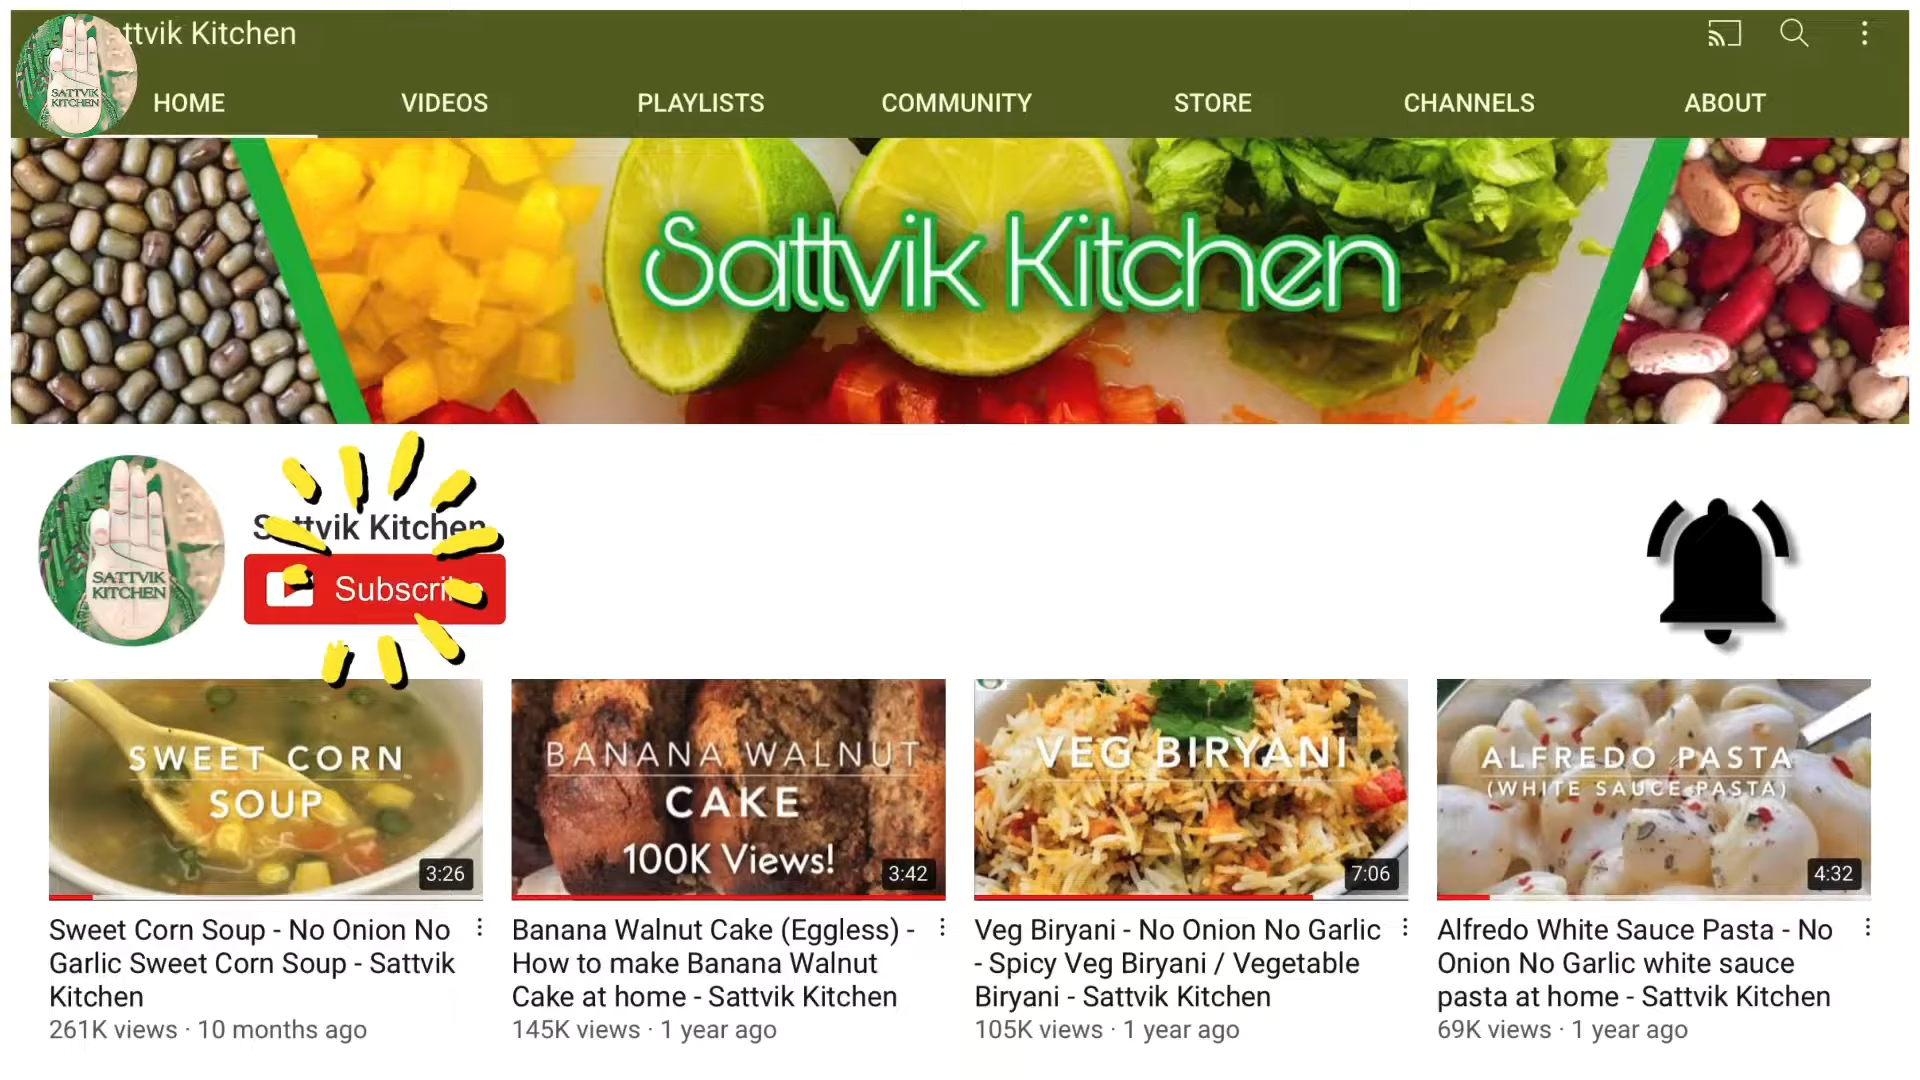 Sattvik Kitchen
SATTVIK
KITCHEN
HOME VIDEOS PLAYLISTS COMMUNITY STORE CHANNELS ABOUT
Sattvik Kitchen
SATTVIK
KITCHEN
Sattvik Kitchen
Subscribe
SWEET CORN
SOUP
3:26
BANANA WALNUT
CAKE
100K Views!
3:42
VEG BIRYANI
7:06
ALFREDO PASTA
(WHITE SAUCE PASTA)
4:32
Sweet Corn Soup - No Onion No
Garlic Sweet Corn Soup - Sattvik
Kitchen
261K views · 10 months ago
Banana Walnut Cake (Eggless) -
How to make Banana Walnut
Cake at home - Sattvik Kitchen
145K views · 1 year ago
Veg Biryani - No Onion No Garlic
- Spicy Veg Biryani / Vegetable
Biryani - Sattvik Kitchen
105K views · 1 year ago
Alfredo White Sauce Pasta - No
Onion No Garlic white sauce
pasta at home - Sattvik Kitchen
69K views · 1 year ago